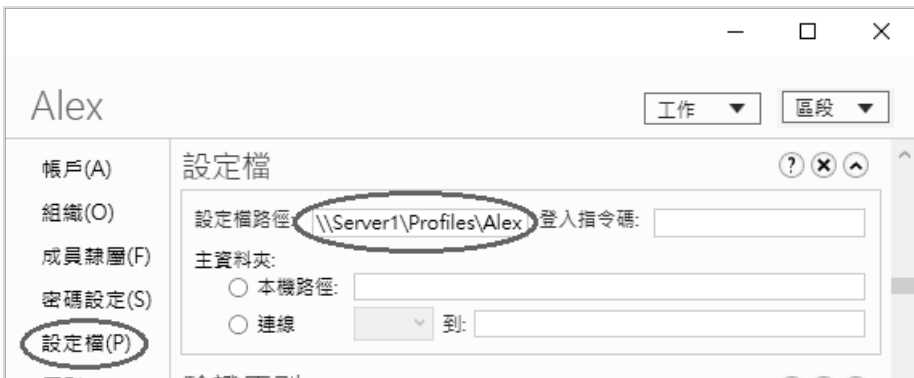 Alex
工作
區段
帳戶(A)
組織(O)
成員隸屬(F)
密碼設定(S)
設定檔(P)
設定檔
設定檔路徑: \\Server1\Profiles\Alex 登入指令碼:
主資料夾:
本機路徑:
連線 到: